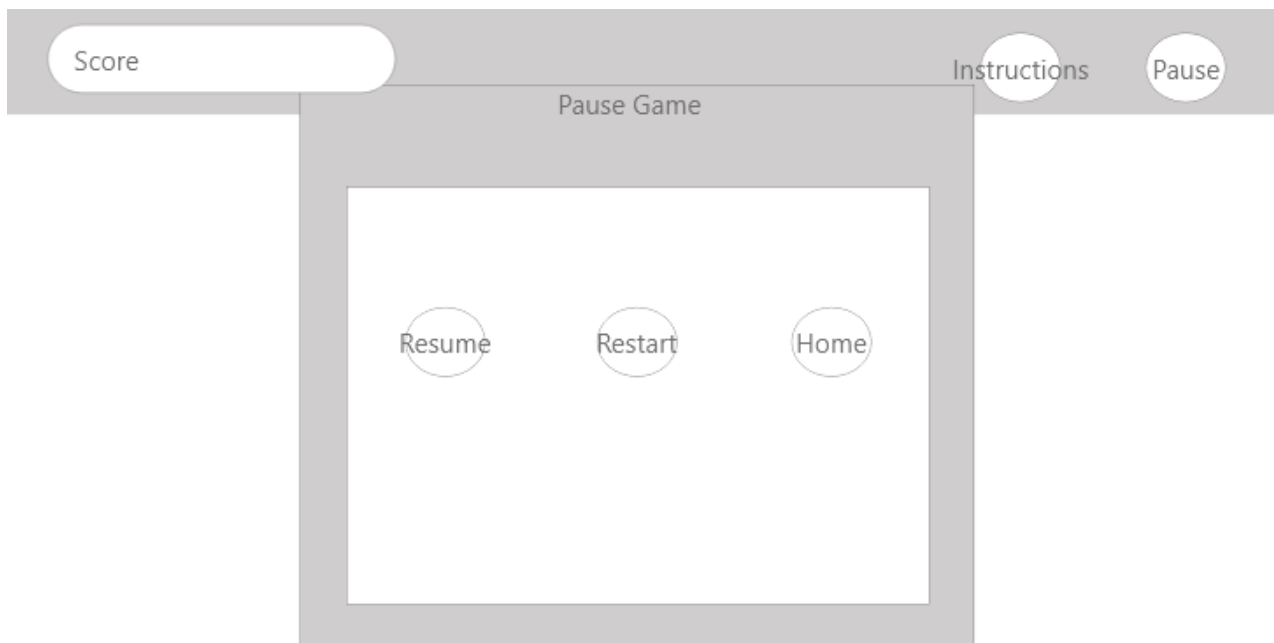 Score
Instructions
Pause
Pause Game
Resume
Restart
Home